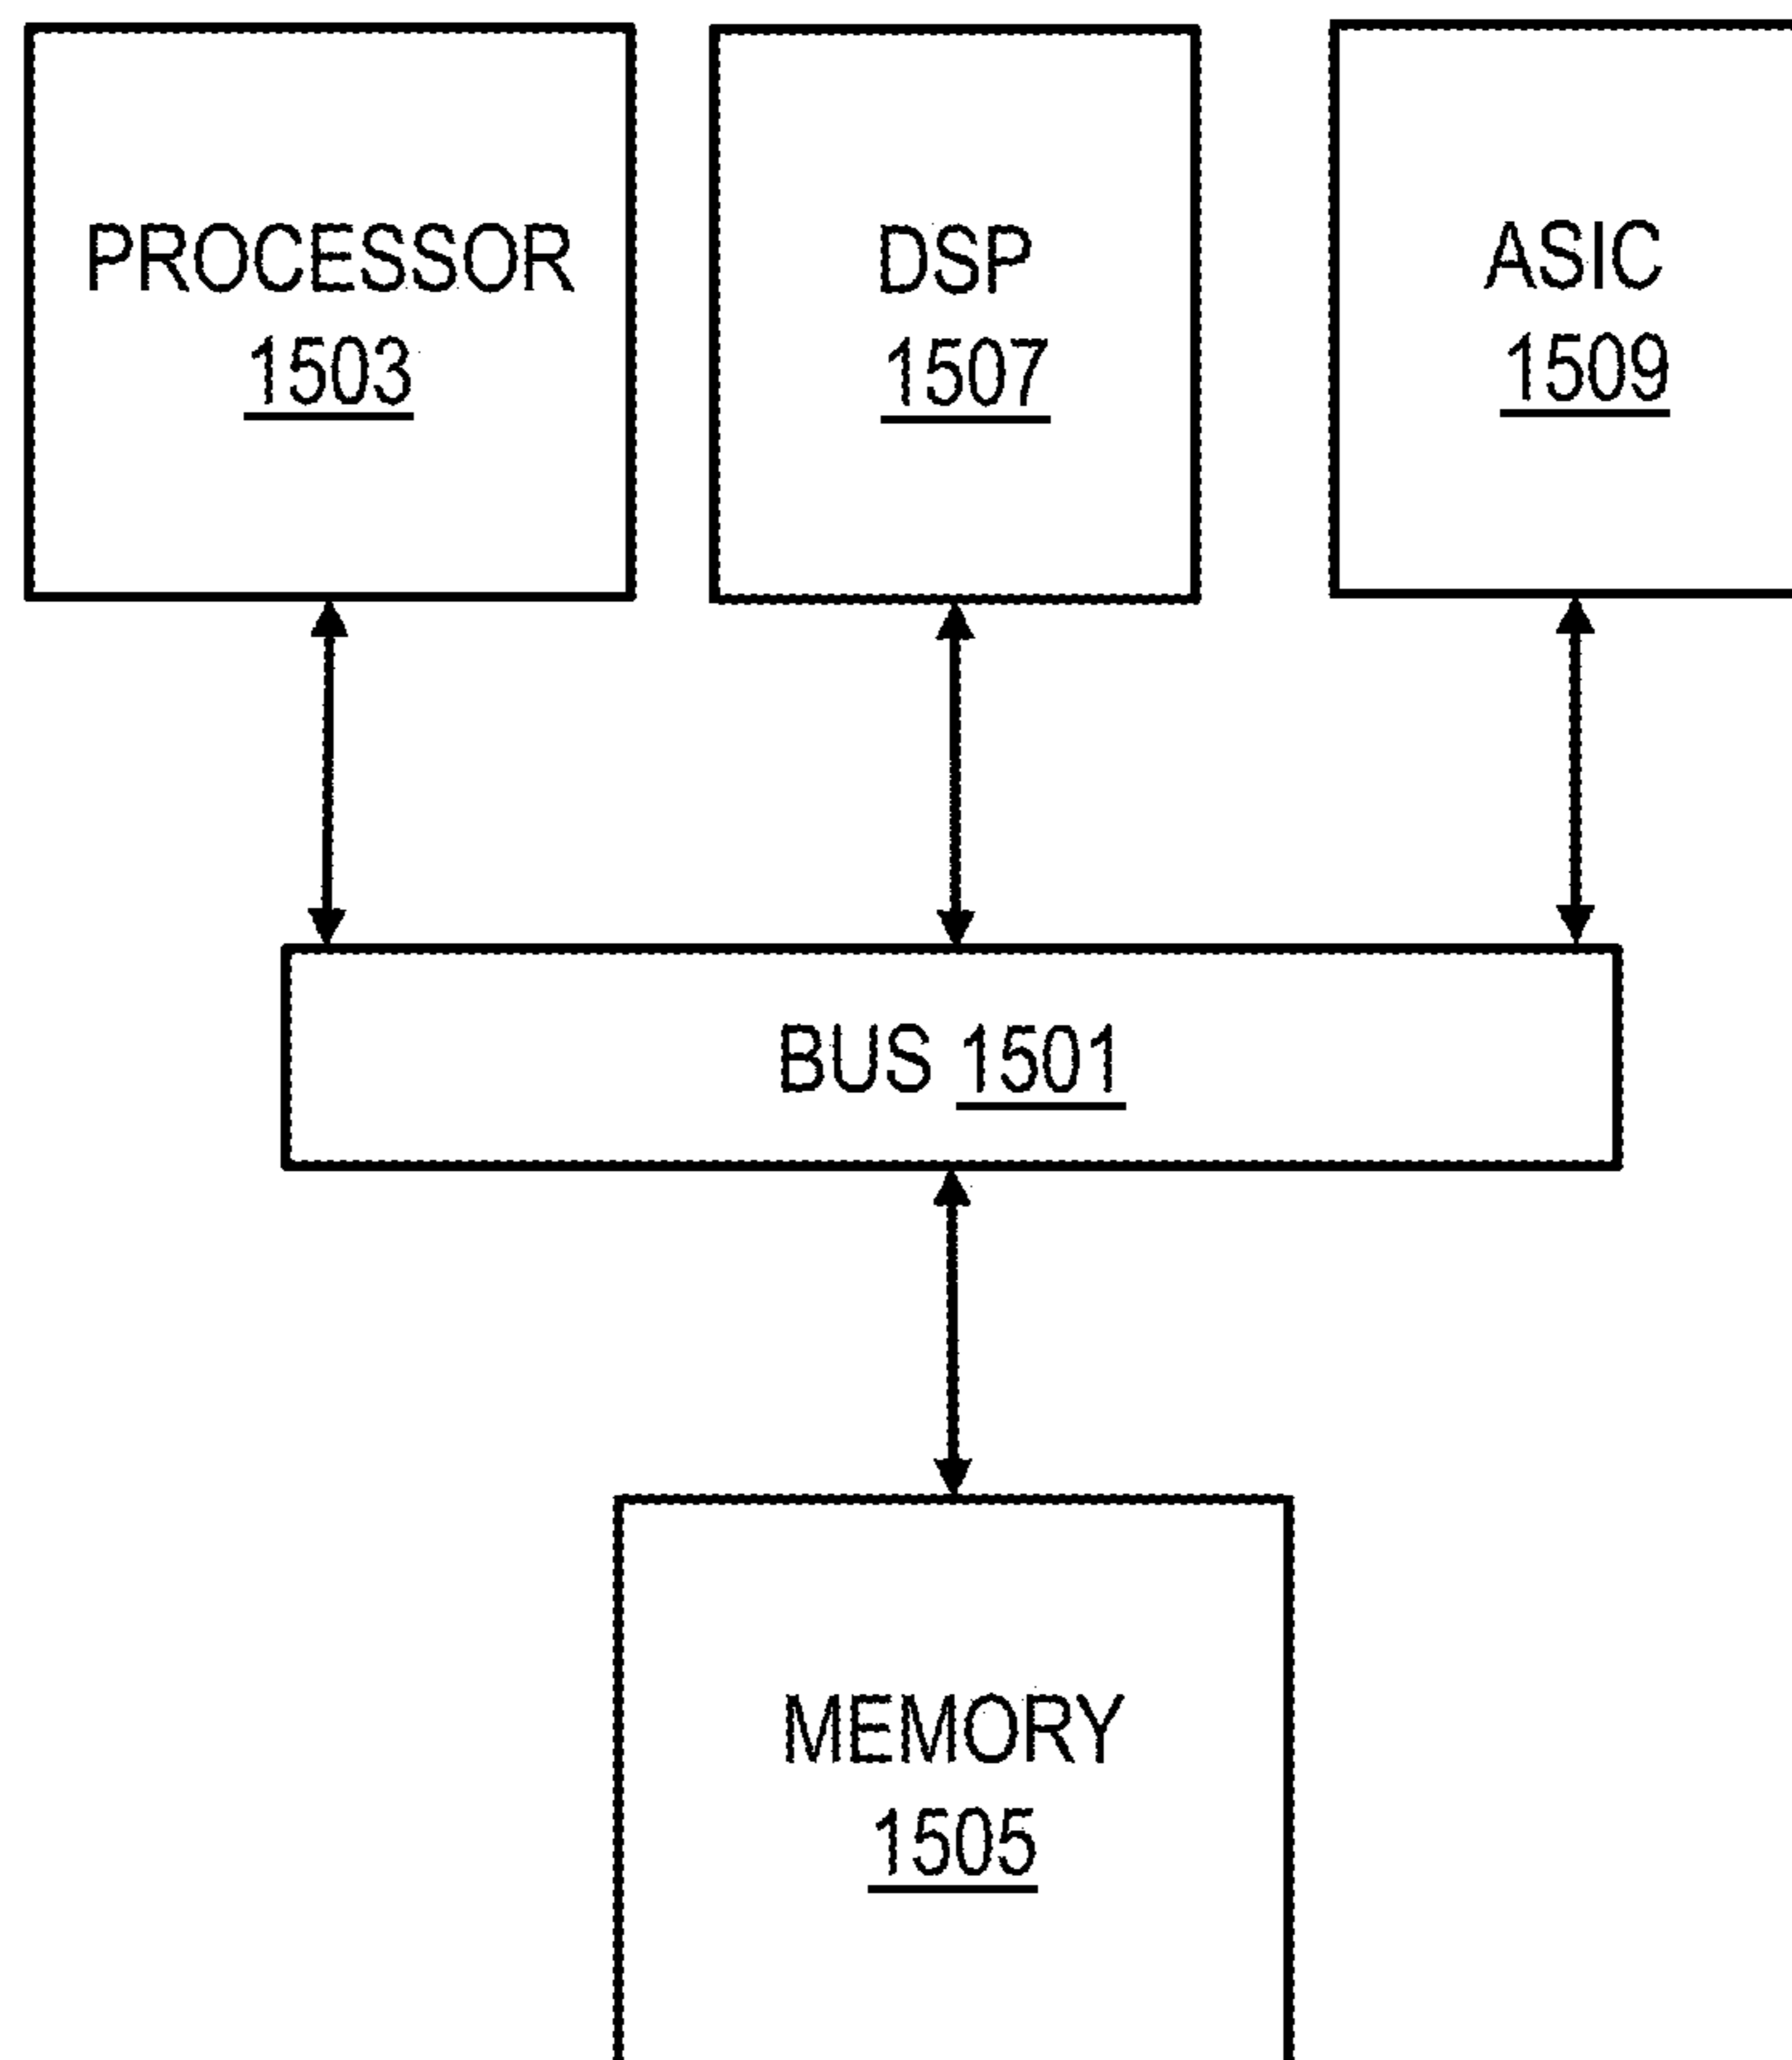 PROCESSOR
1503
DSP
1507
ASIC
1509
BUS 1501
MEMORY
1505